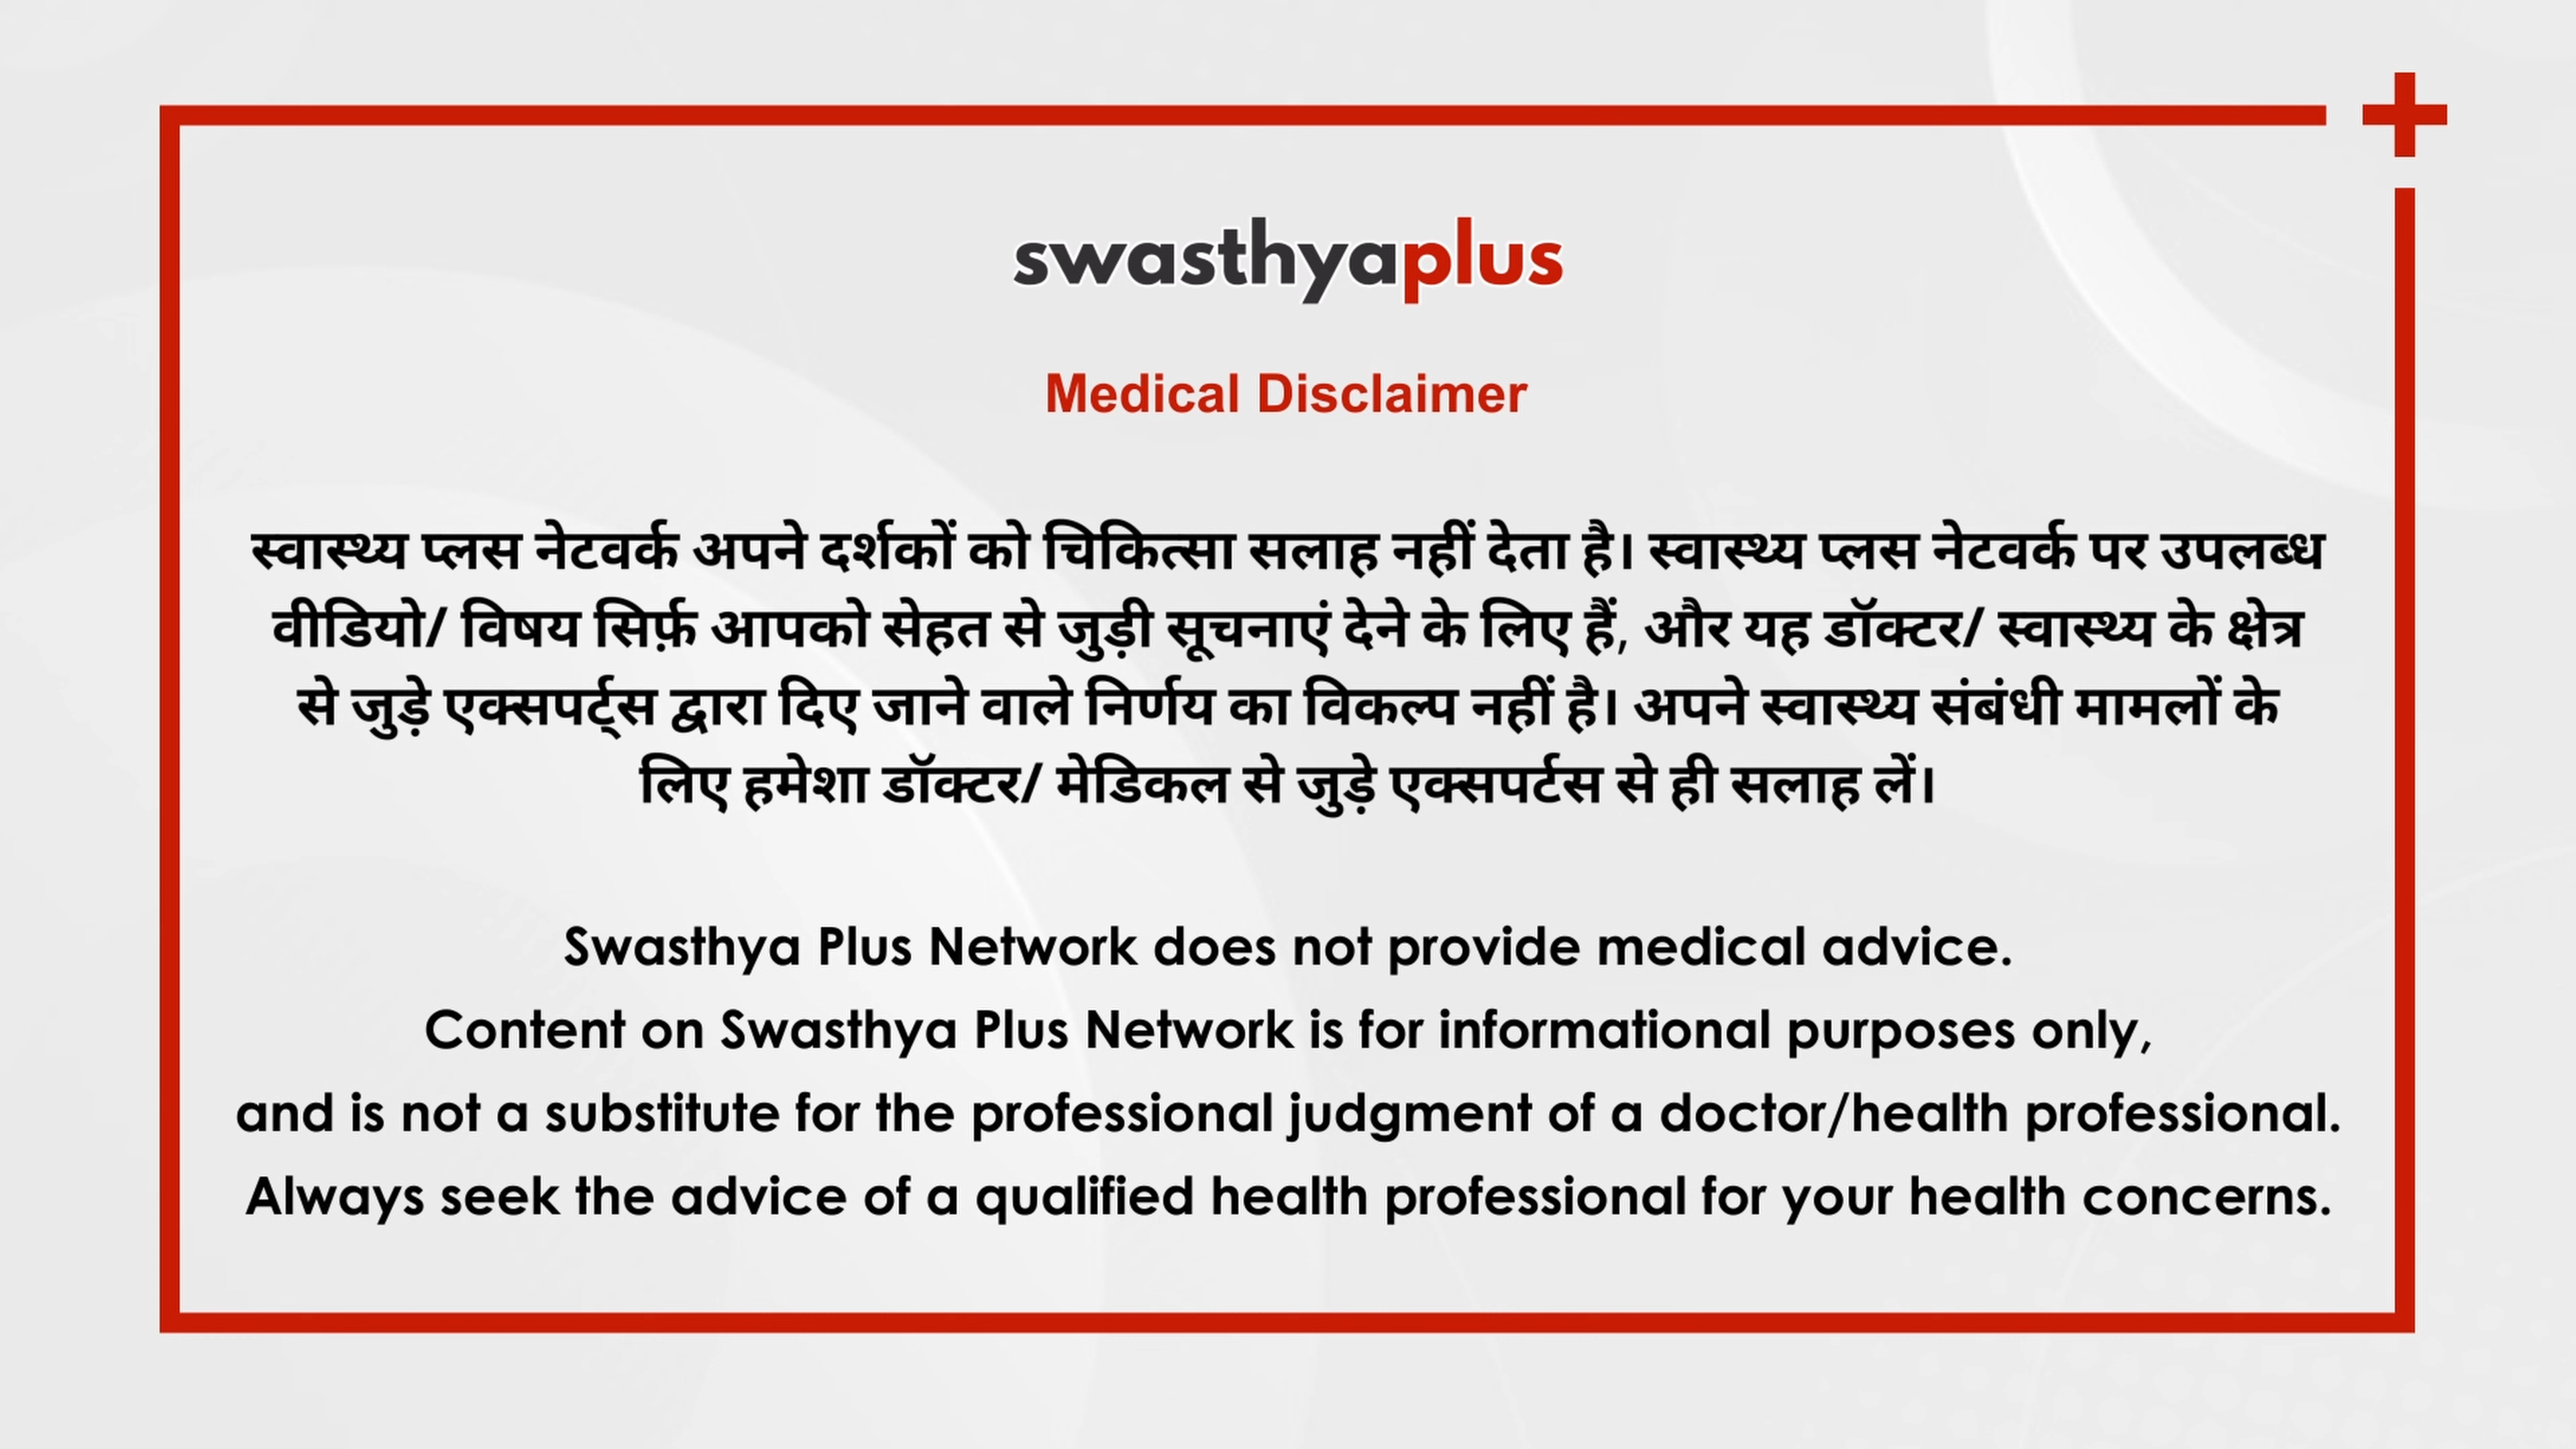 swasthyaplus
Medical Disclaimer
स्वास्थ्य प्लस नेटवर्क अपने दर्शकों को चिकित्सा सलाह नहीं देता है। स्वास्थ्य प्लस नेटवर्क पर उपलब्ध
वीडियो/ विषय सिर्फ़ आपको सेहत से जुड़ी सूचनाएं देने के लिए हैं, और यह डॉक्टर/ स्वास्थ्य के क्षेत्र
से जुड़े एक्सपर्ट्स द्वारा दिए जाने वाले निर्णय का विकल्प नहीं है। अपने स्वास्थ्य संबंधी मामलों के
लिए हमेशा डॉक्टर/ मेडिकल से जुड़े एक्सपर्टस से ही सलाह लें।
Swasthya Plus Network does not provide medical advice.
Content on Swasthya Plus Network is for informational purposes only,
and is not a substitute for the professional judgment of a doctor/health professional.
Always seek the advice of a qualified health professional for your health concerns.